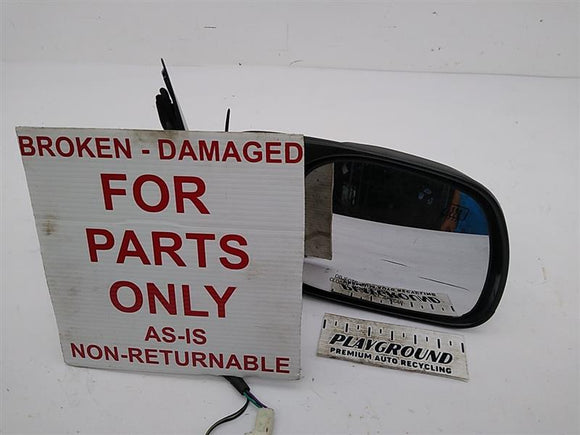 BROKEN - DAMAGED
FOR
PARTS
ONLY
AS-IS
NON-RETURNABLE
PLAYGROUND
PREMIUM AUTO RECYCLING